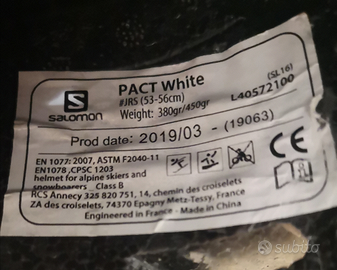 PACT White
#JRS (53-56cm)
Weight: 380gr/450gr
(SL16)
L40572100
salomon
Prod date: 2019/03 - (19063)
EN 1077: 2007, ASTM F2040-11
EN1078 ,CPSC 1203
helmet for alpine skiers and
snowboarders Class B
RCS Annecy 325 820 751, 14, chemin des croiselets
ZA des croiselets, 74370 Epagny Metz-Tessy, France
Engineered in France - Made in China
CE
subito